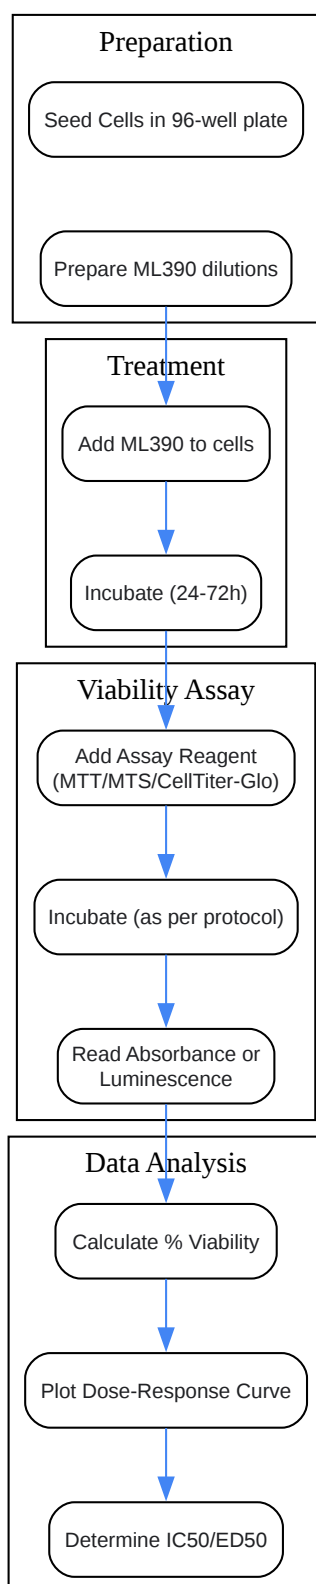 Preparation
Seed Cells in 96-well plate
Prepare ML390 dilutions
Treatment
Add ML390 to cells
Incubate (24-72h)
Viability Assay
Add Assay Reagent
(MTT/MTS/CellTiter-Glo)
Incubate (as per protocol)
Read Absorbance or
Luminescence
Data Analysis
Calculate % Viability
Plot Dose-Response Curve
Determine IC50/ED50